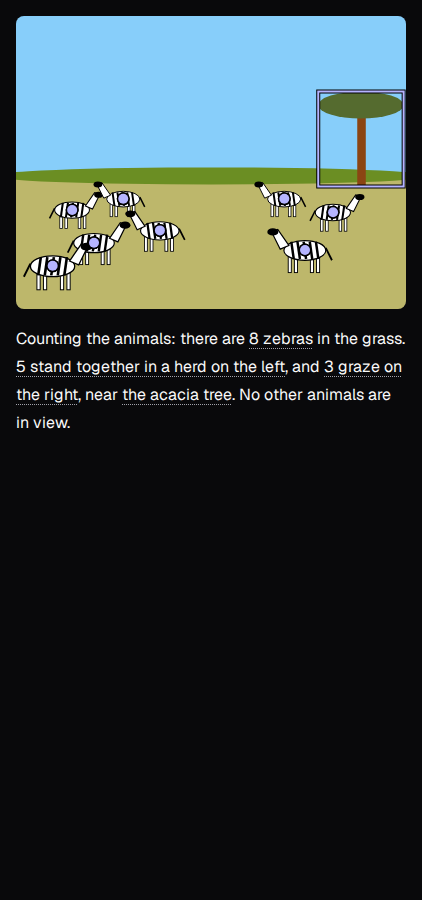 Counting the animals: there are 8 zebras in the grass.
5 stand together in a herd on the left, and 3 graze on
the right, near the acacia tree. No other animals are
in view.